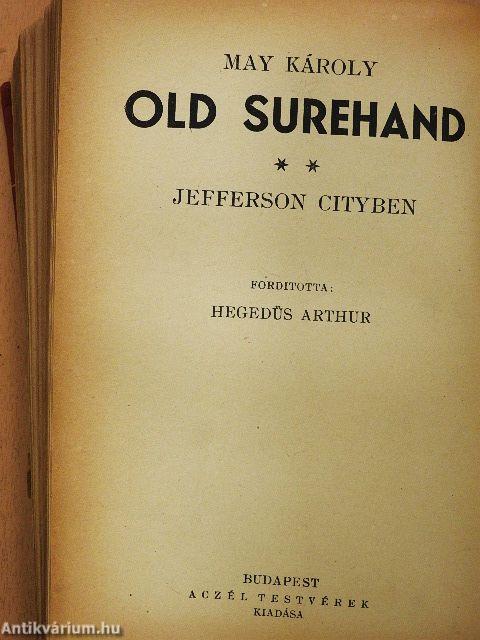 MAY KÁROLY
OLD SUREHAND
* *
JEFFERSON CITYBEN
FORDITOTTA:
HEGEDÜS ARTHUR
BUDAPEST
ACZÉL TESTVÉREK
KIADÁSA
Antikvárium.hu